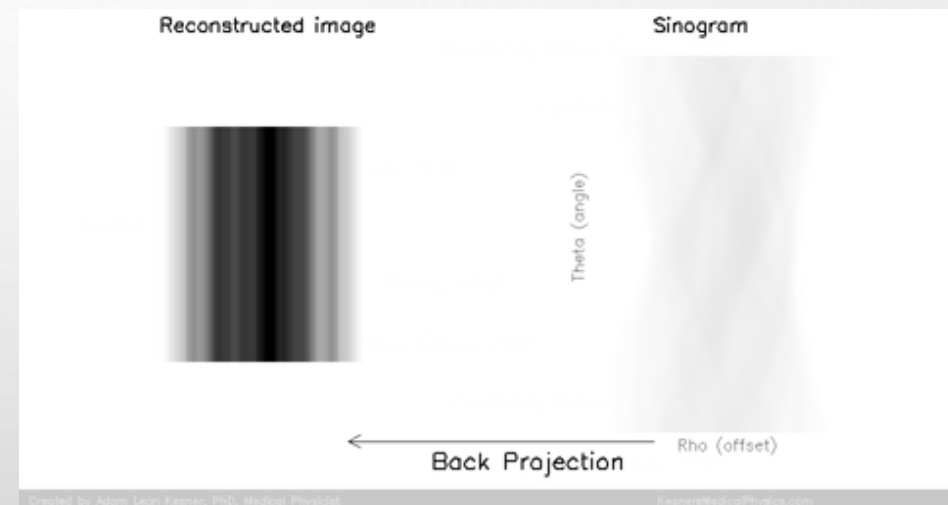 Reconstructed image
Sinogram
Theta (angle)
Rho (offset)
Back Projection
Created by Adam Leon Kesner, PhD, Medical Physicist
KesnersMedicalPhysics.com